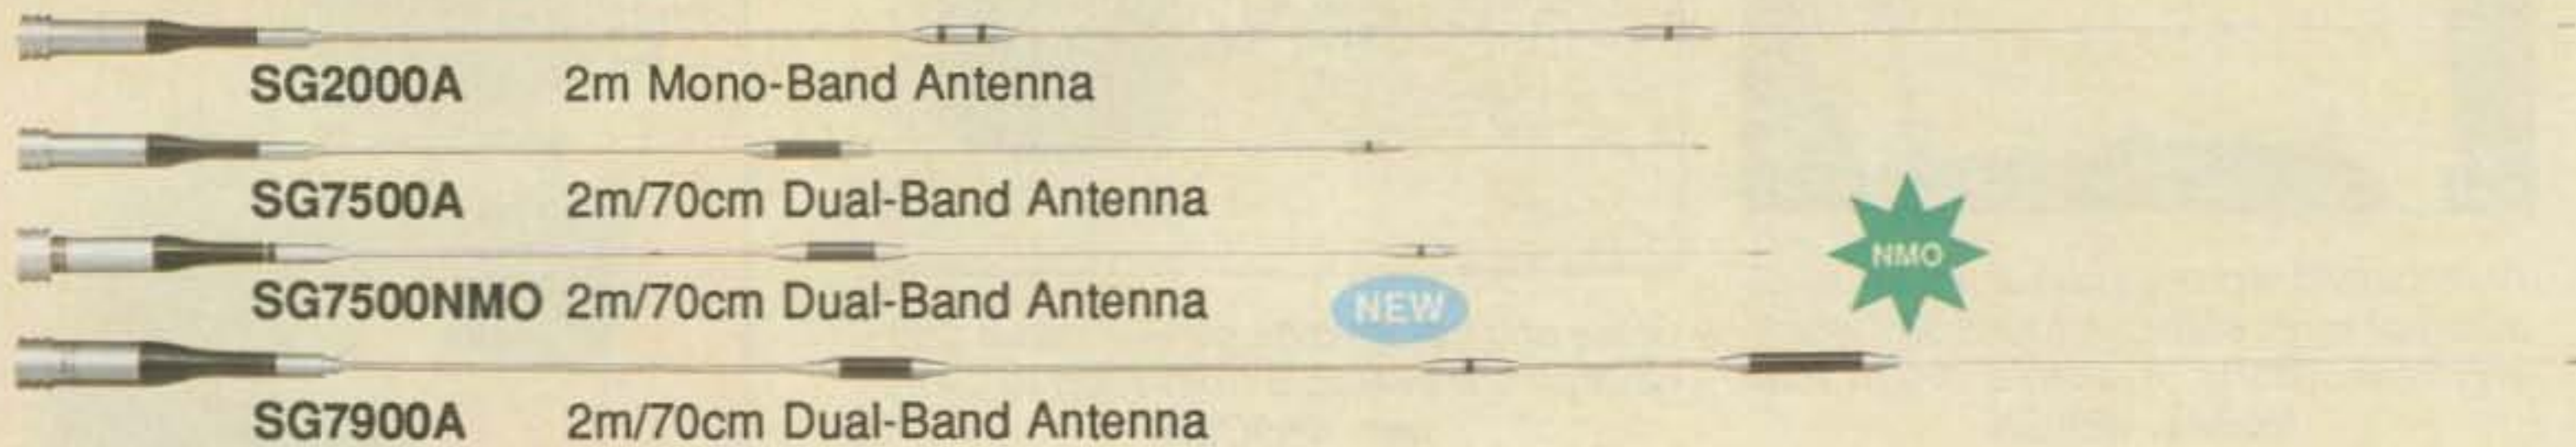 SG2000A 2m Mono-Band Antenna
SG7500A 2m/70cm Dual-Band Antenna
NMO
SG7500NMO 2m/70cm Dual-Band Antenna NEW
SG7900A 2m/70cm Dual-Band Antenna